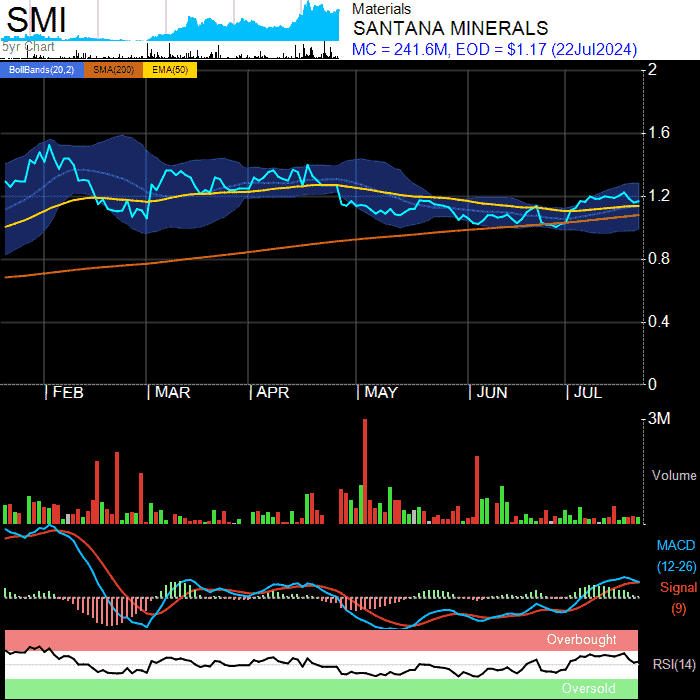 SMI
5yr Chart
Materials
SANTANA MINERALS
MC = 241.6M, EOD = $1.17 (22Jul2024)
BollBands(20,2) SMA(200) EMA(50)
2
1.6
1.2
0.8
0.4
0
FEB MAR APR MAY JUN JUL
3M
Volume
MACD
(12-26)
Signal
(9)
Overbought
RSI(14)
Oversold